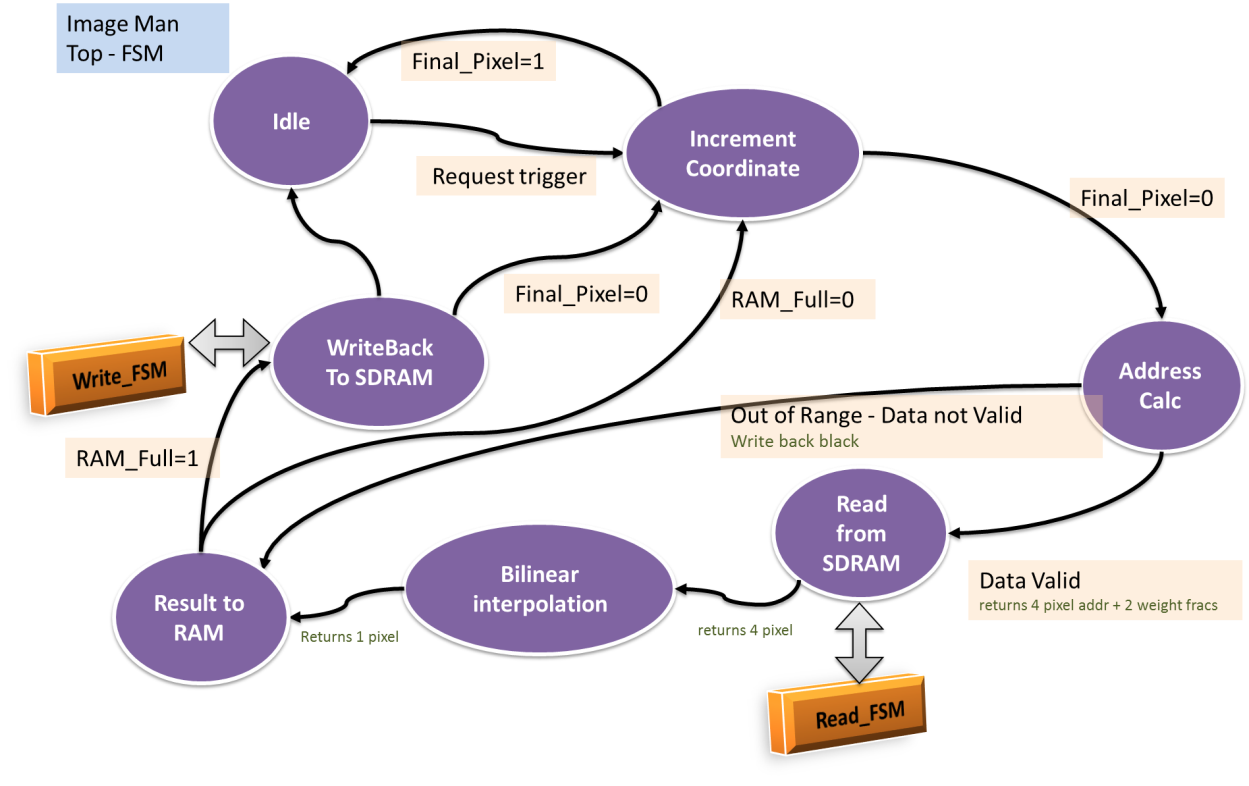 Image Man
Top - FSM
Final_Pixel=1
Idle
Increment
Coordinate
Request trigger
Final_Pixel=0
Final_Pixel=0
RAM_Full=0
WriteBack
To SDRAM
Write_FSM
Address
Calc
Out of Range - Data not Valid
Write back black
RAM_Full=1
Read
from
SDRAM
Bilinear
interpolation
Data Valid
returns 4 pixel addr + 2 weight fracs
Result to
RAM
Returns 1 pixel
returns 4 pixel
Read_FSM